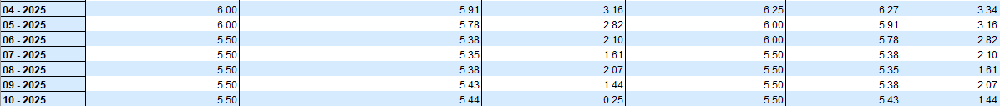 04 - 2025 6.00 5.91 3.16 6.25 6.27 3.34
05 - 2025 6.00 5.78 2.82 6.00 5.91 3.16
06 - 2025 5.50 5.38 2.10 6.00 5.78 2.82
07 - 2025 5.50 5.35 1.61 5.50 5.38 2.10
08 - 2025 5.50 5.38 2.07 5.50 5.35 1.61
09 - 2025 5.50 5.43 1.44 5.50 5.38 2.07
10 - 2025 5.50 5.44 0.25 5.50 5.43 1.44